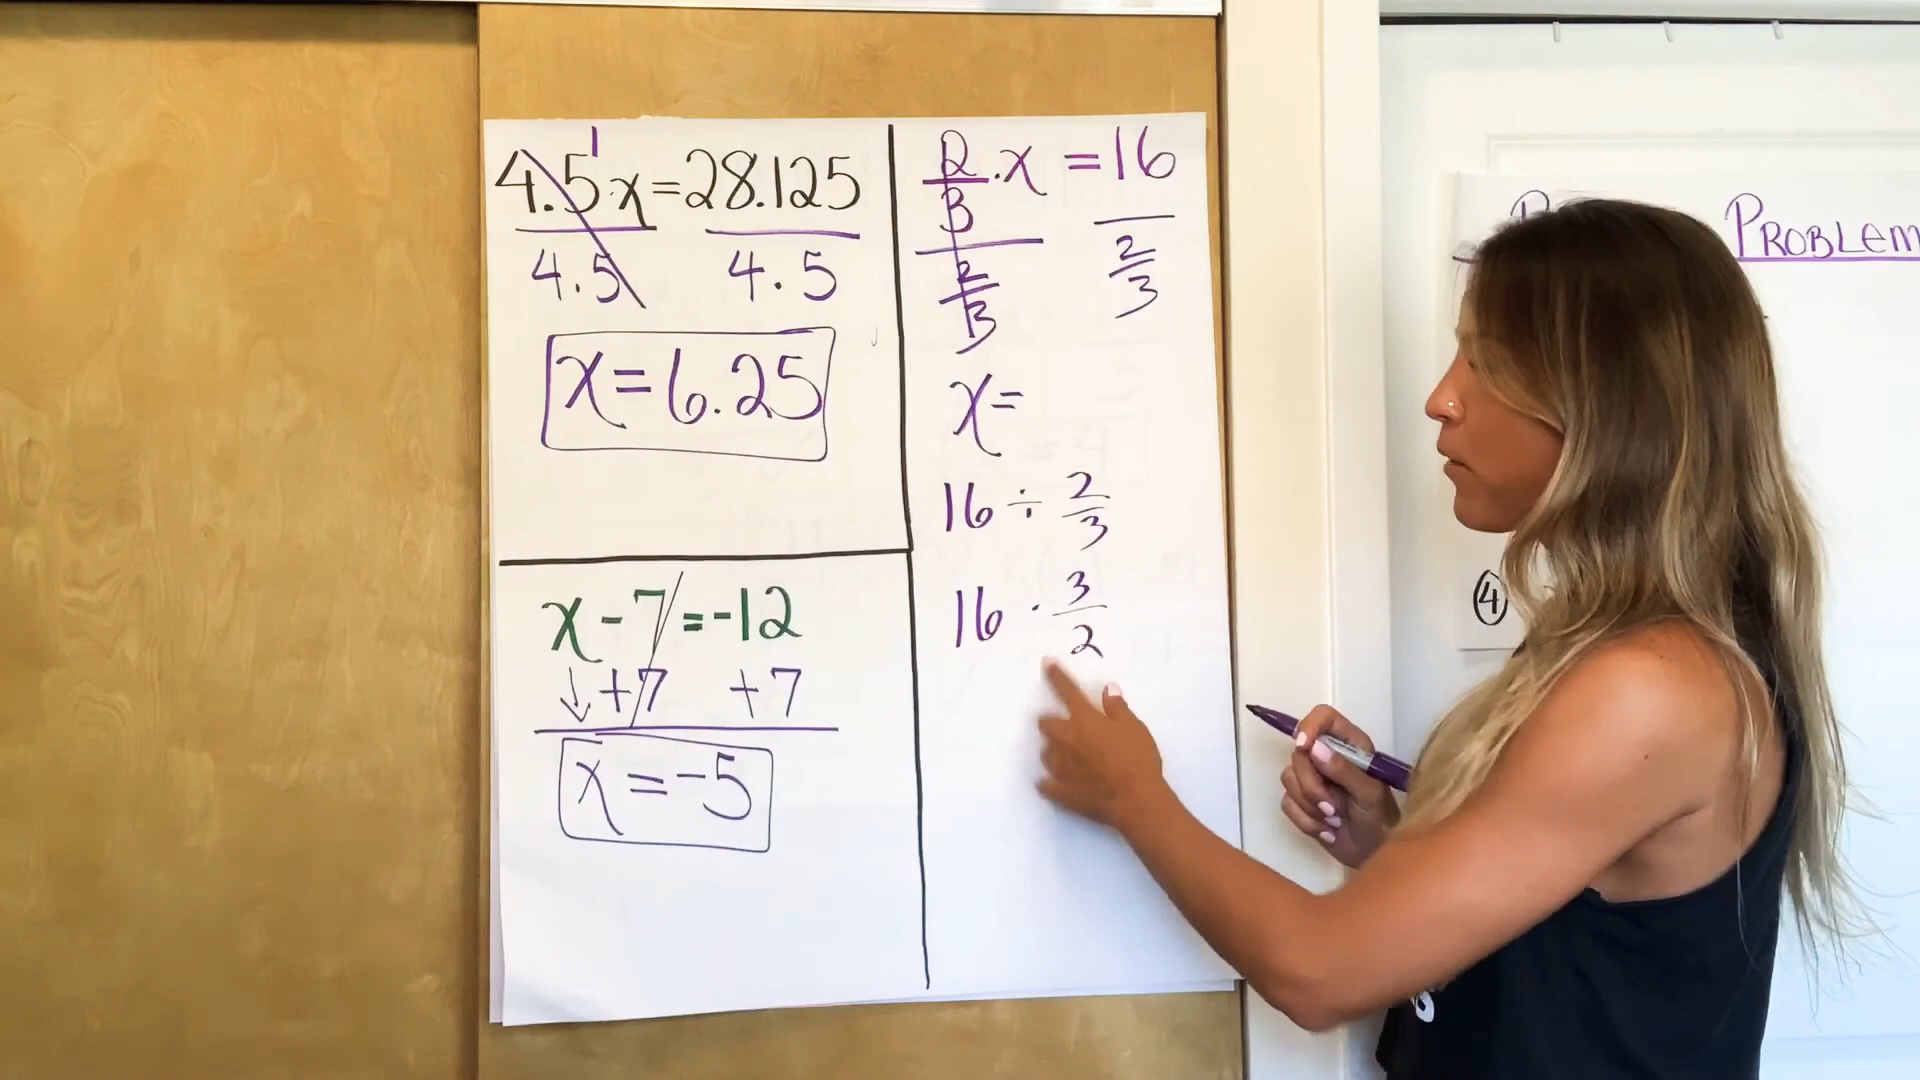 1
4.5·x=28.125
4.5 4.5
x=6.25
x-7=-12
↓+7 +7
x=-5
2/3·x=16
2/3 2/3
x=
16÷2/3
16·3/2
PROBLEM
④